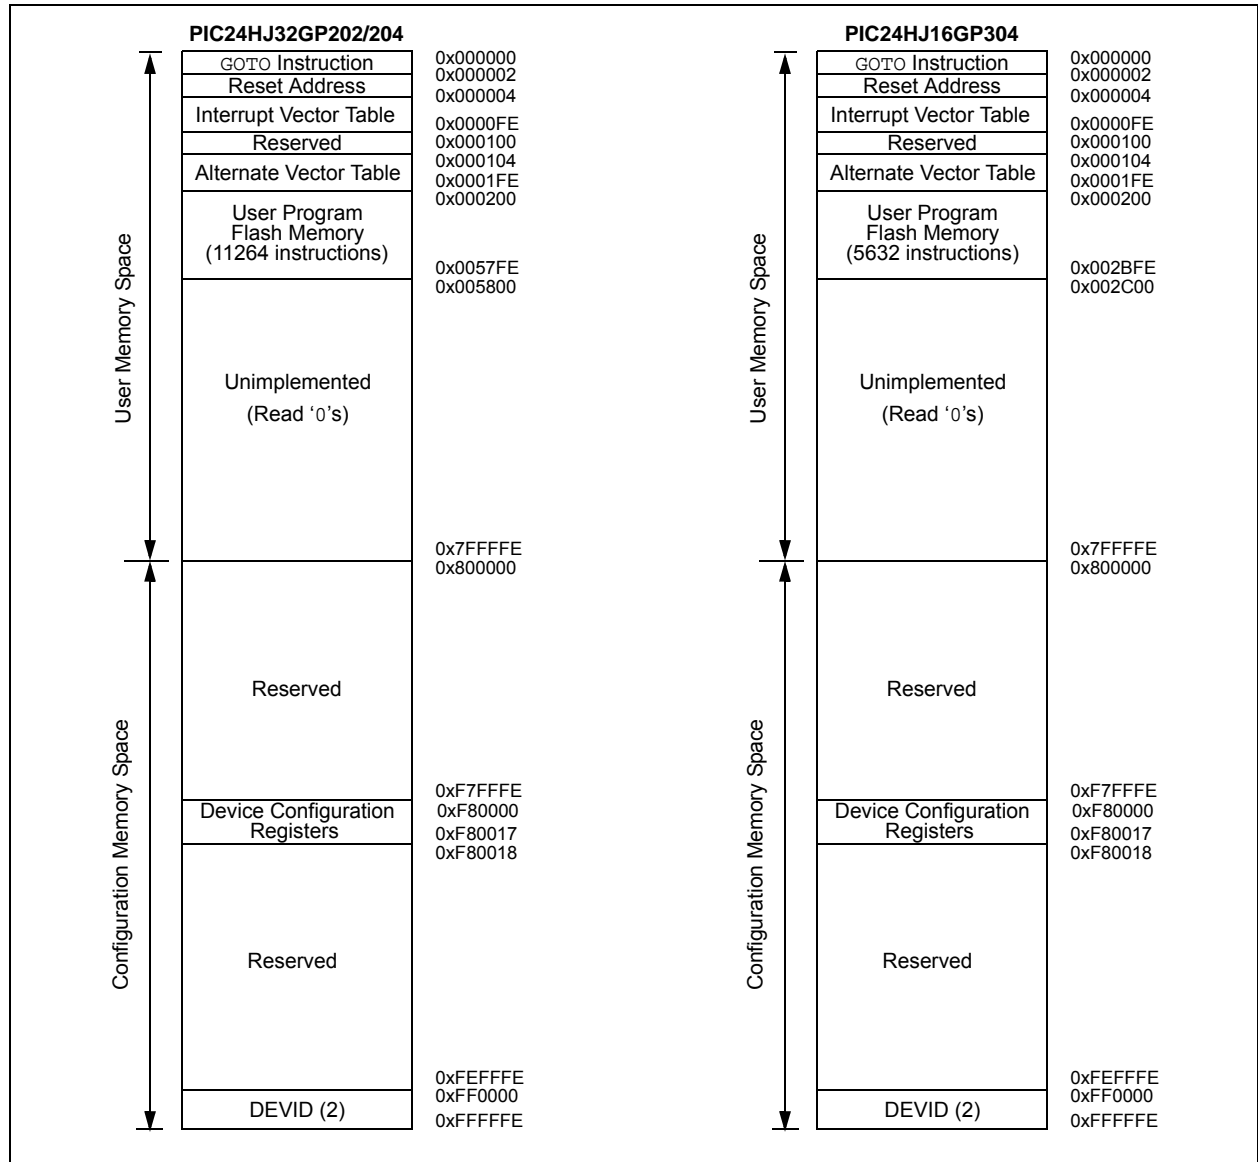 PIC24HJ32GP202/204
GOTO Instruction
0x000000
Reset Address
0x000002
Interrupt Vector Table
0x000004
0x0000FE
Reserved
0x000100
Alternate Vector Table
0x000104
0x0001FE
User Program
Flash Memory
(11264 instructions)
0x000200
0x0057FE
0x005800
Unimplemented
(Read ‘0’s)
0x7FFFFE
User Memory Space
0x800000
Reserved
0xF7FFFE
Device Configuration
Registers
0xF80000
0xF80017
0xF80018
Reserved
0xFEFFFE
0xFF0000
DEVID (2)
0xFFFFFE
Configuration Memory Space
PIC24HJ16GP304
GOTO Instruction
0x000000
Reset Address
0x000002
Interrupt Vector Table
0x000004
0x0000FE
Reserved
0x000100
Alternate Vector Table
0x000104
0x0001FE
User Program
Flash Memory
(5632 instructions)
0x000200
0x002BFE
0x002C00
Unimplemented
(Read ‘0’s)
0x7FFFFE
User Memory Space
0x800000
Reserved
0xF7FFFE
Device Configuration
Registers
0xF80000
0xF80017
0xF80018
Reserved
0xFEFFFE
0xFF0000
DEVID (2)
0xFFFFFE
Configuration Memory Space